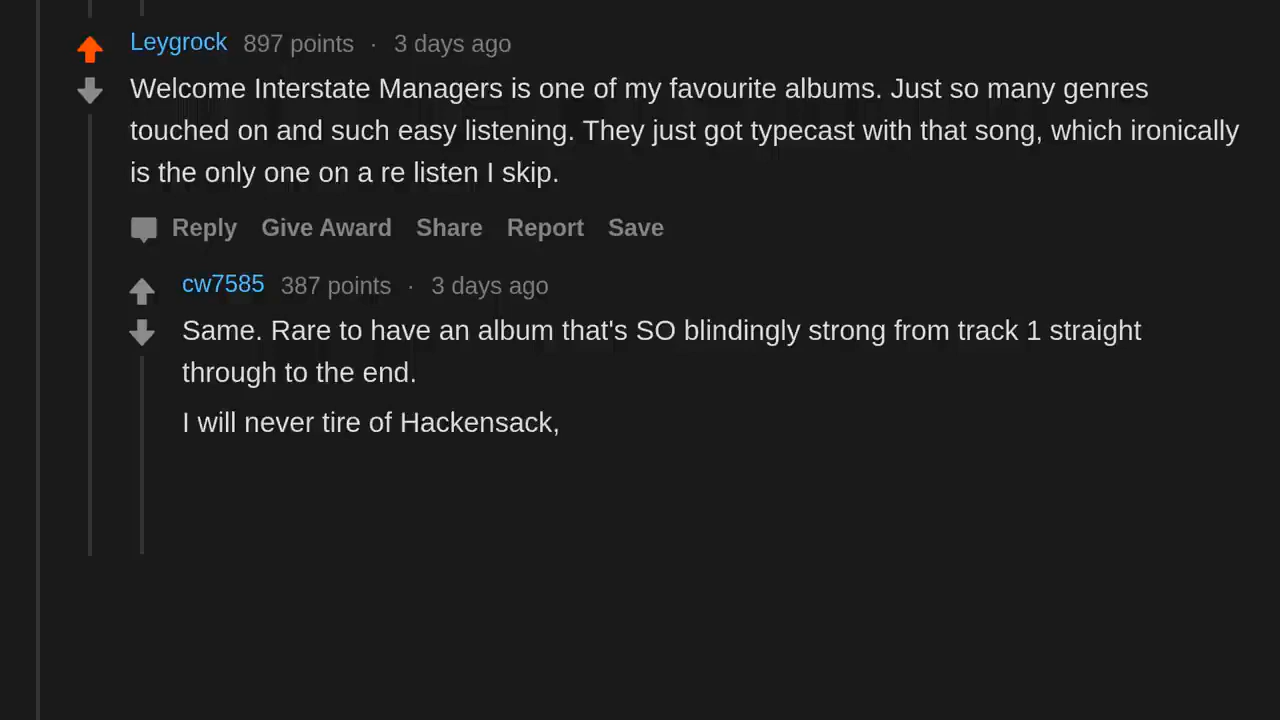 Leygrock 897 points · 3 days ago
Welcome Interstate Managers is one of my favourite albums. Just so many genres
touched on and such easy listening. They just got typecast with that song, which ironically
is the only one on a re listen I skip.
Reply Give Award Share Report Save
cw7585 387 points · 3 days ago
Same. Rare to have an album that's SO blindingly strong from track 1 straight
through to the end.
I will never tire of Hackensack,